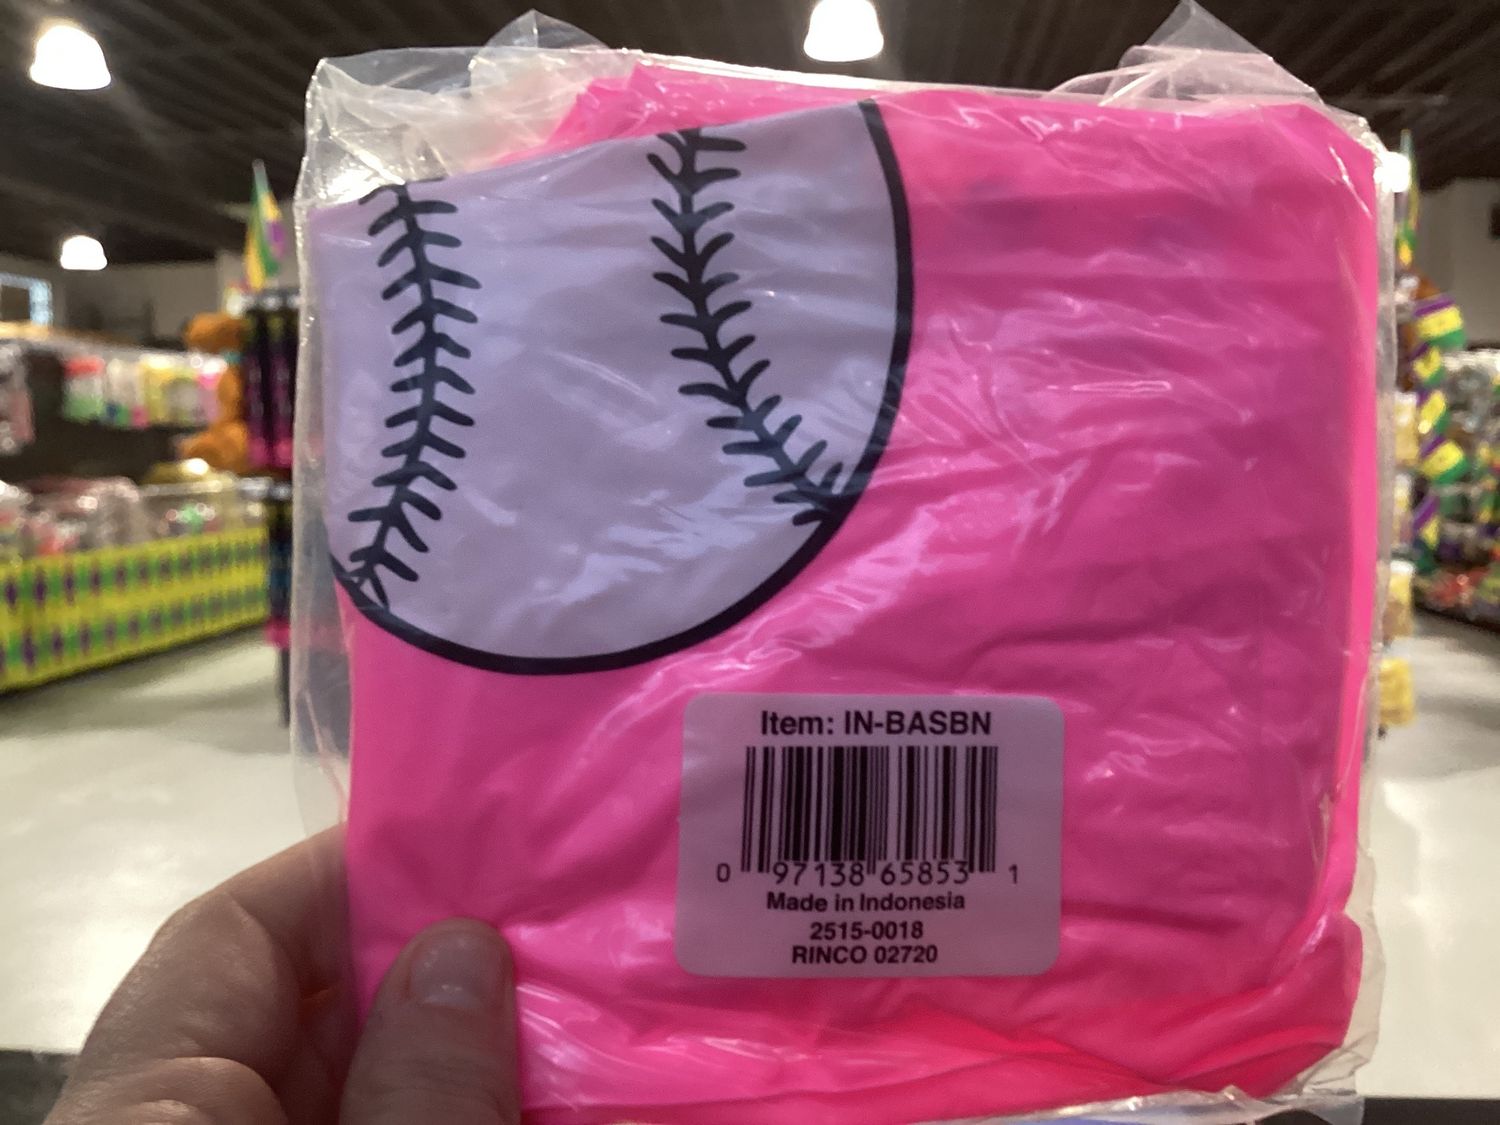 Item: IN-BASBN
0 97138 65853 1
Made in Indonesia
2515-0018
RINCO 02720